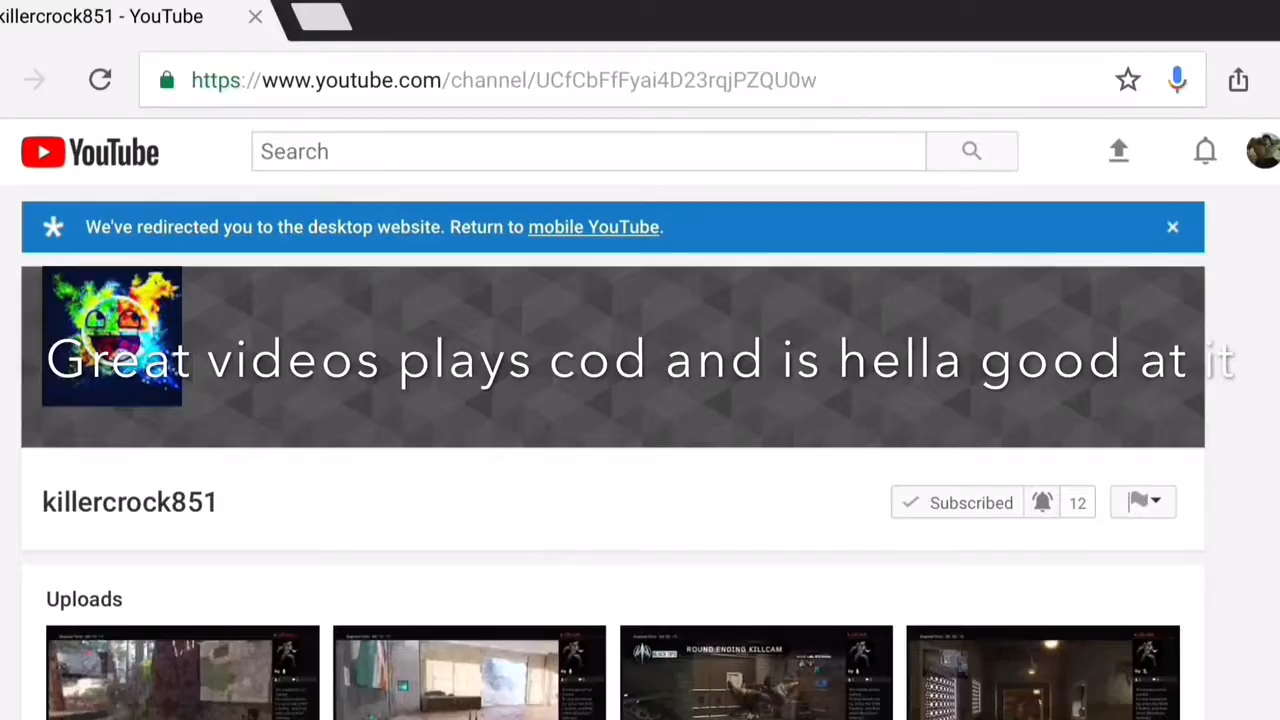 killercrock851 - YouTube
https://www.youtube.com/channel/UCfCbFfFyai4D23rqjPZQU0w
YouTube
Search
We've redirected you to the desktop website. Return to mobile YouTube.
Great videos plays cod and is hella good at it
killercrock851
Subscribed 12
Uploads
ROUND ENDING KILLCAM